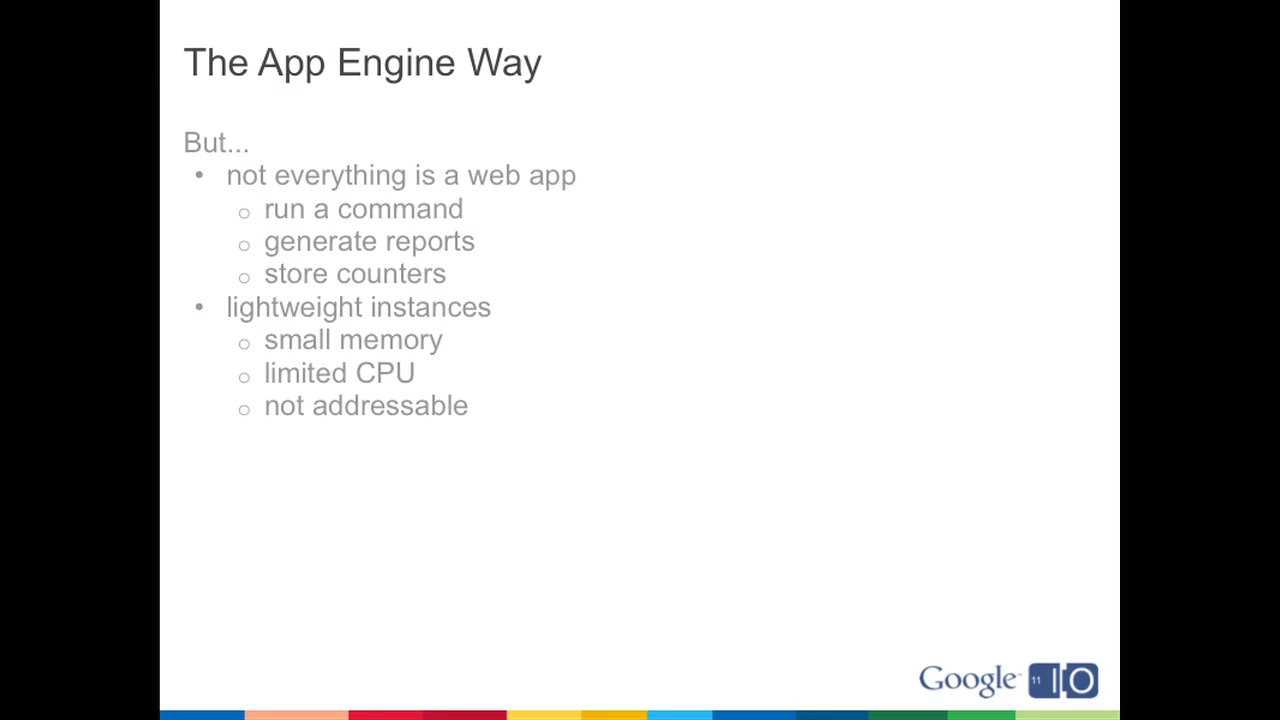 The App Engine Way
But...
• not everything is a web app
o run a command
o generate reports
o store counters
• lightweight instances
o small memory
o limited CPU
o not addressable
Google 11 IO